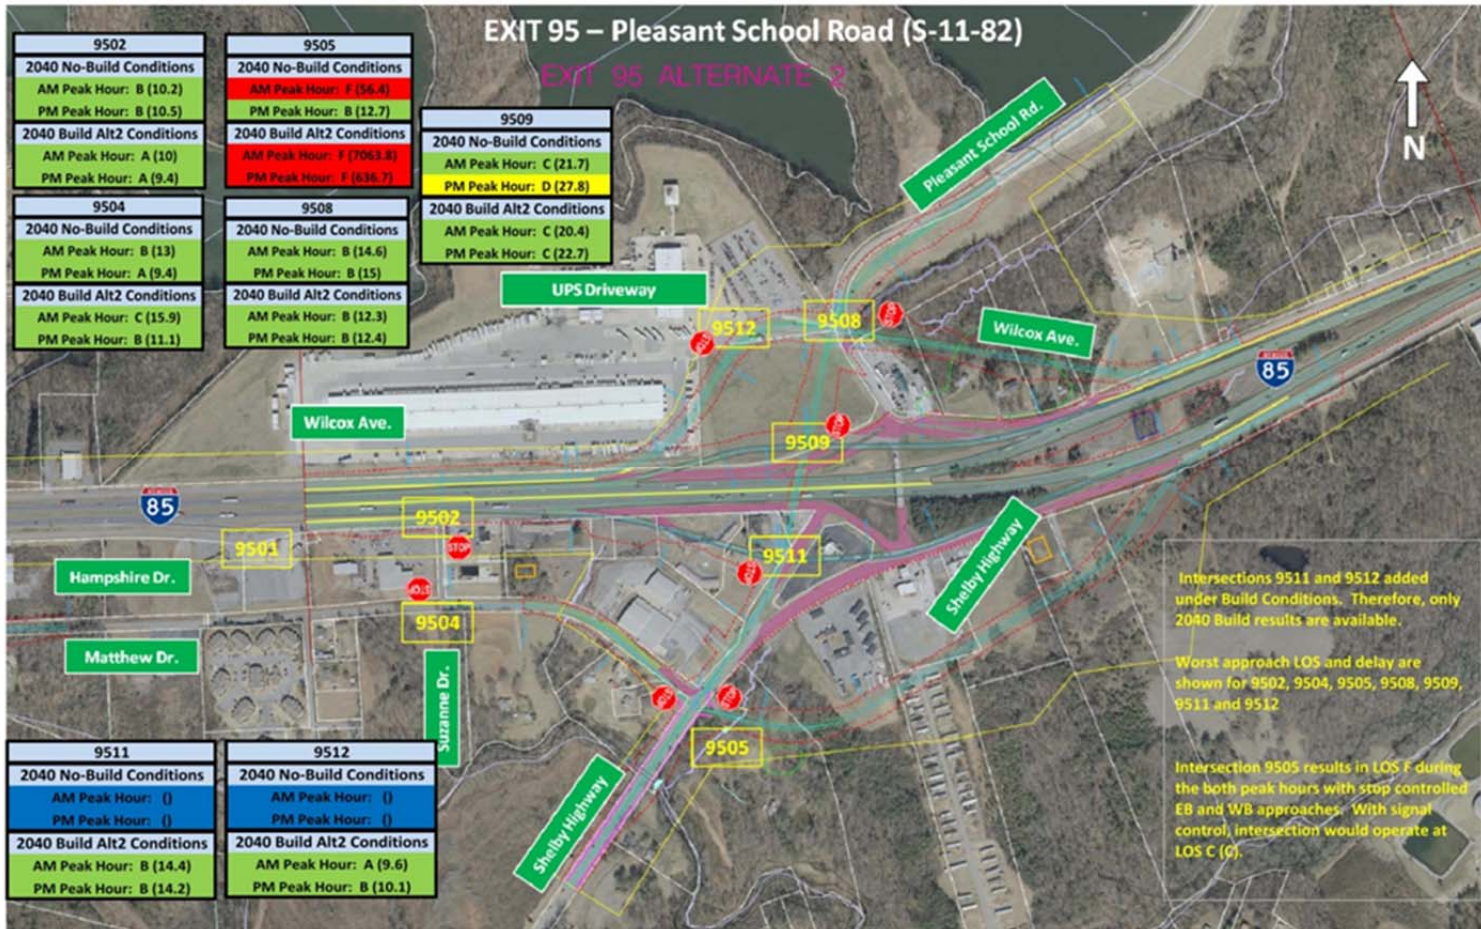 EXIT 95 – Pleasant School Road (S-11-82)
EXIT 95 ALTERNATE 2
9502
2040 No-Build Conditions
AM Peak Hour: B (10.2)
PM Peak Hour: B (10.5)
2040 Build Alt2 Conditions
AM Peak Hour: A (10)
PM Peak Hour: A (9.4)
9505
2040 No-Build Conditions
AM Peak Hour: F (56.4)
PM Peak Hour: B (12.7)
2040 Build Alt2 Conditions
AM Peak Hour: F (7063.8)
PM Peak Hour: F (636.7)
9509
2040 No-Build Conditions
AM Peak Hour: C (21.7)
PM Peak Hour: D (27.8)
2040 Build Alt2 Conditions
AM Peak Hour: C (20.4)
PM Peak Hour: C (22.7)
9504
2040 No-Build Conditions
AM Peak Hour: B (13)
PM Peak Hour: A (9.4)
2040 Build Alt2 Conditions
AM Peak Hour: C (15.9)
PM Peak Hour: B (11.1)
9508
2040 No-Build Conditions
AM Peak Hour: B (14.6)
PM Peak Hour: B (15)
2040 Build Alt2 Conditions
AM Peak Hour: B (12.3)
PM Peak Hour: B (12.4)
N
Pleasant School Rd.
UPS Driveway
9512
STOP
9508
STOP
Wilcox Ave.
85
Wilcox Ave.
9509
STOP
85
9502
STOP
9501
9511
STOP
Hampshire Dr.
STOP
9504
Shelby Highway
Matthew Dr.
Suzanne Dr.
STOP
STOP
9505
Shelby Highway
Intersections 9511 and 9512 added
under Build Conditions. Therefore, only
2040 Build results are available.
Worst approach LOS and delay are
shown for 9502, 9504, 9505, 9508, 9509,
9511 and 9512
Intersection 9505 results in LOS F during
the both peak hours with stop controlled
EB and WB approaches. With signal
control, intersection would operate at
LOS C (C).
9511
2040 No-Build Conditions
AM Peak Hour: ()
PM Peak Hour: ()
2040 Build Alt2 Conditions
AM Peak Hour: B (14.4)
PM Peak Hour: B (14.2)
9512
2040 No-Build Conditions
AM Peak Hour: ()
PM Peak Hour: ()
2040 Build Alt2 Conditions
AM Peak Hour: A (9.6)
PM Peak Hour: B (10.1)